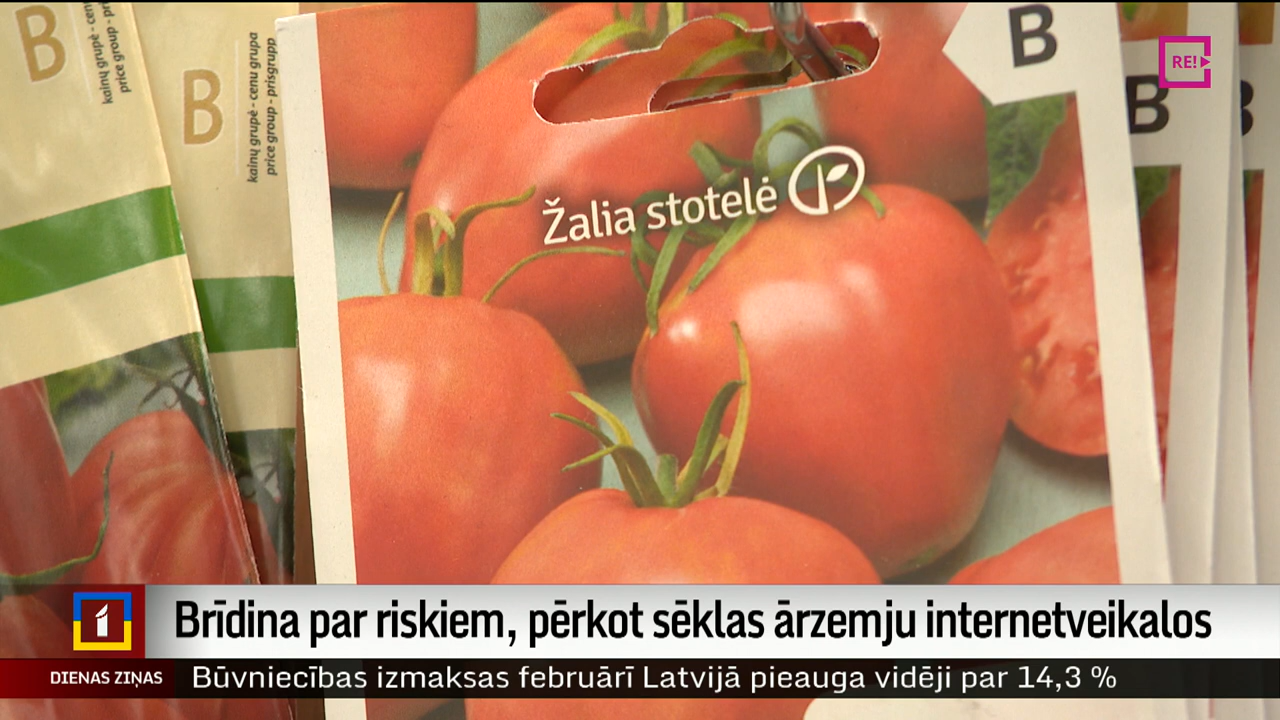 B
kainų grupė - cenu grupa
price group - prisgrupp
B
kainų grupė - cenu grupa
price group - prisgrupp
B
B
RE!
Žalia stotelė
1
Brīdina par riskiem, pērkot sēklas ārzemju internetveikalos
DIENAS ZIŅAS
Būvniecības izmaksas februārī Latvijā pieauga vidēji par 14,3 %